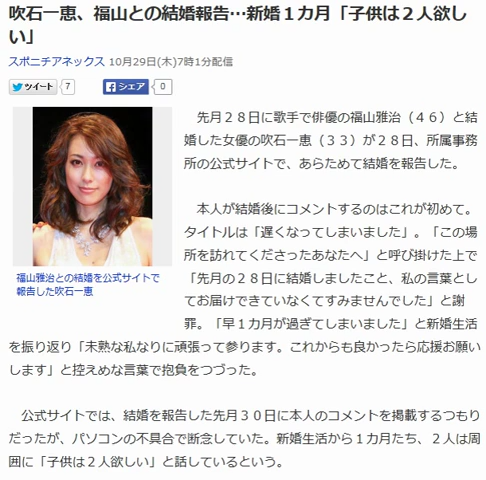 吹石一恵、福山との結婚報告…新婚１カ月「子供は２人欲し
い」
スポニチアネックス 10月29日(木)7時1分配信
ツイート 7 シェア 0
先月２８日に歌手で俳優の福山雅治（４６）と結
婚した女優の吹石一恵（３３）が２８日、所属事務
所の公式サイトで、あらためて結婚を報告した。
本人が結婚後にコメントするのはこれが初めて。
タイトルは「遅くなってしまいました」。「この場
所を訪れてくださったあなたへ」と呼び掛けた上で
「先月の２８日に結婚しましたこと、私の言葉とし
てお届けできていなくてすみませんでした」と謝
罪。「早１カ月が過ぎてしまいました」と新婚生活
を振り返り「未熟な私なりに頑張って参ります。これからも良かったら応援お願い
します」と控えめな言葉で抱負をつづった。
福山雅治との結婚を公式サイトで
報告した吹石一恵
公式サイトでは、結婚を報告した先月３０日に本人のコメントを掲載するつもり
だったが、パソコンの不具合で断念していた。新婚生活から１カ月たち、２人は周
囲に「子供は２人欲しい」と話しているという。